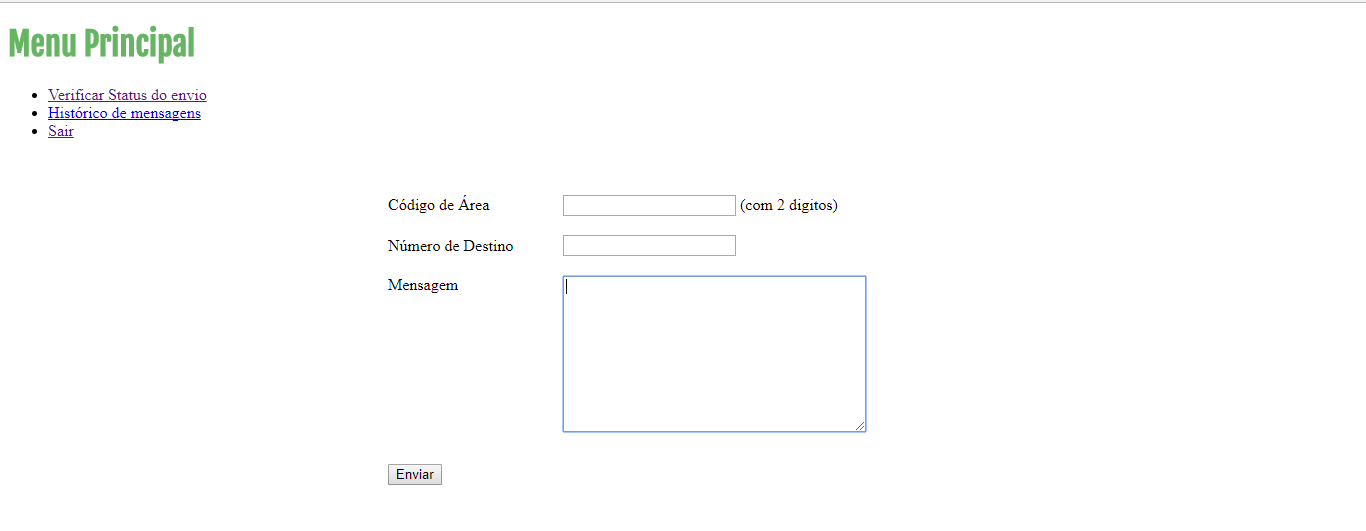 Menu Principal
Verificar Status do envio
Histórico de mensagens
Sair
Código de Área (com 2 digitos)
Número de Destino
Mensagem
Enviar